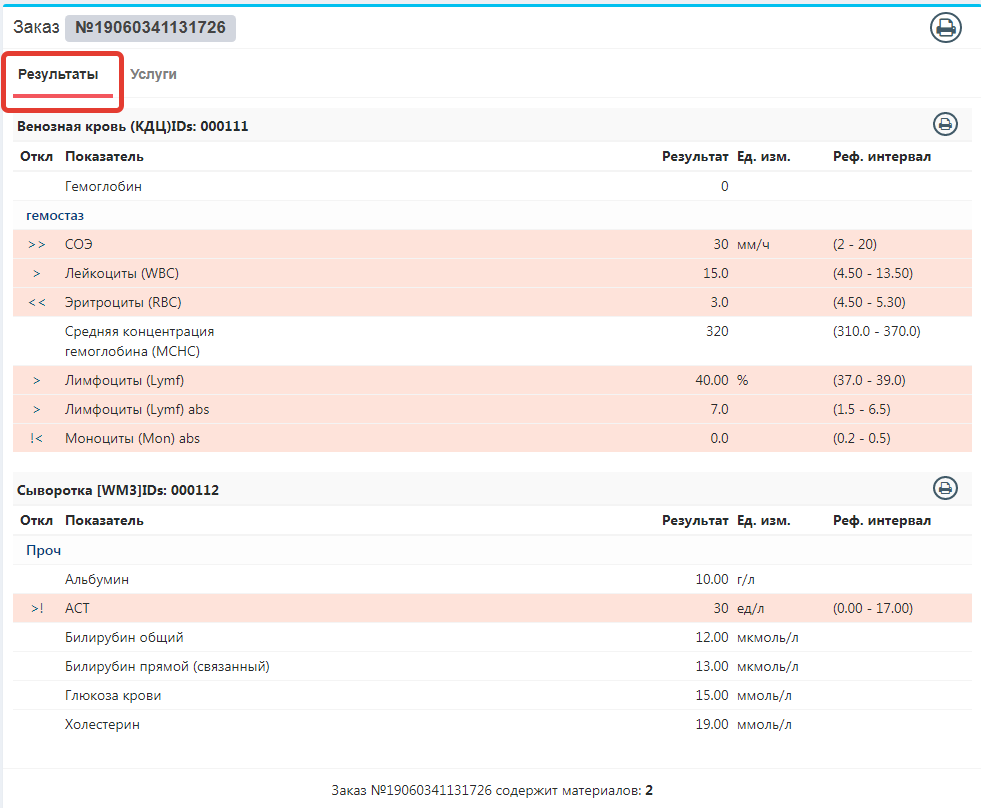 Заказ №19060341131726
Результаты Услуги
Венозная кровь (КДЦ)IDs: 000111
Откл Показатель Результат Ед. изм. Реф. интервал
Гемоглобин 0
гемостаз
>> СОЭ 30 мм/ч (2 - 20)
> Лейкоциты (WBC) 15.0 (4.50 - 13.50)
<< Эритроциты (RBC) 3.0 (4.50 - 5.30)
Средняя концентрация 320 (310.0 - 370.0)
гемоглобина (MCHC)
> Лимфоциты (Lymf) 40.00 % (37.0 - 39.0)
> Лимфоциты (Lymf) abs 7.0 (1.5 - 6.5)
!< Моноциты (Mon) abs 0.0 (0.2 - 0.5)
Сыворотка [WM3]IDs: 000112
Откл Показатель Результат Ед. изм. Реф. интервал
Проч
Альбумин 10.00 г/л
>! АСТ 30 ед/л (0.00 - 17.00)
Билирубин общий 12.00 мкмоль/л
Билирубин прямой (связанный) 13.00 мкмоль/л
Глюкоза крови 15.00 ммоль/л
Холестерин 19.00 ммоль/л
Заказ №19060341131726 содержит материалов: 2